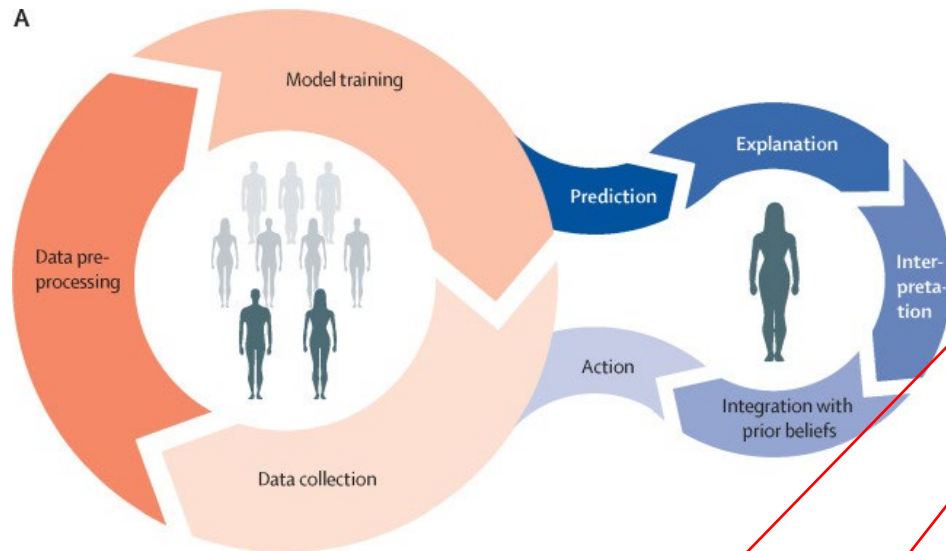 A
Model training
Prediction
Explanation
Data pre-
processing
Inter-
preta-
tion
Action
Integration with
prior beliefs
Data collection